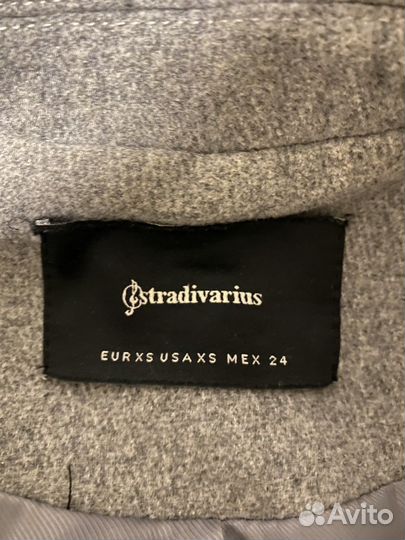 stradivarius
EUR XS USA XS MEX 24
Avito